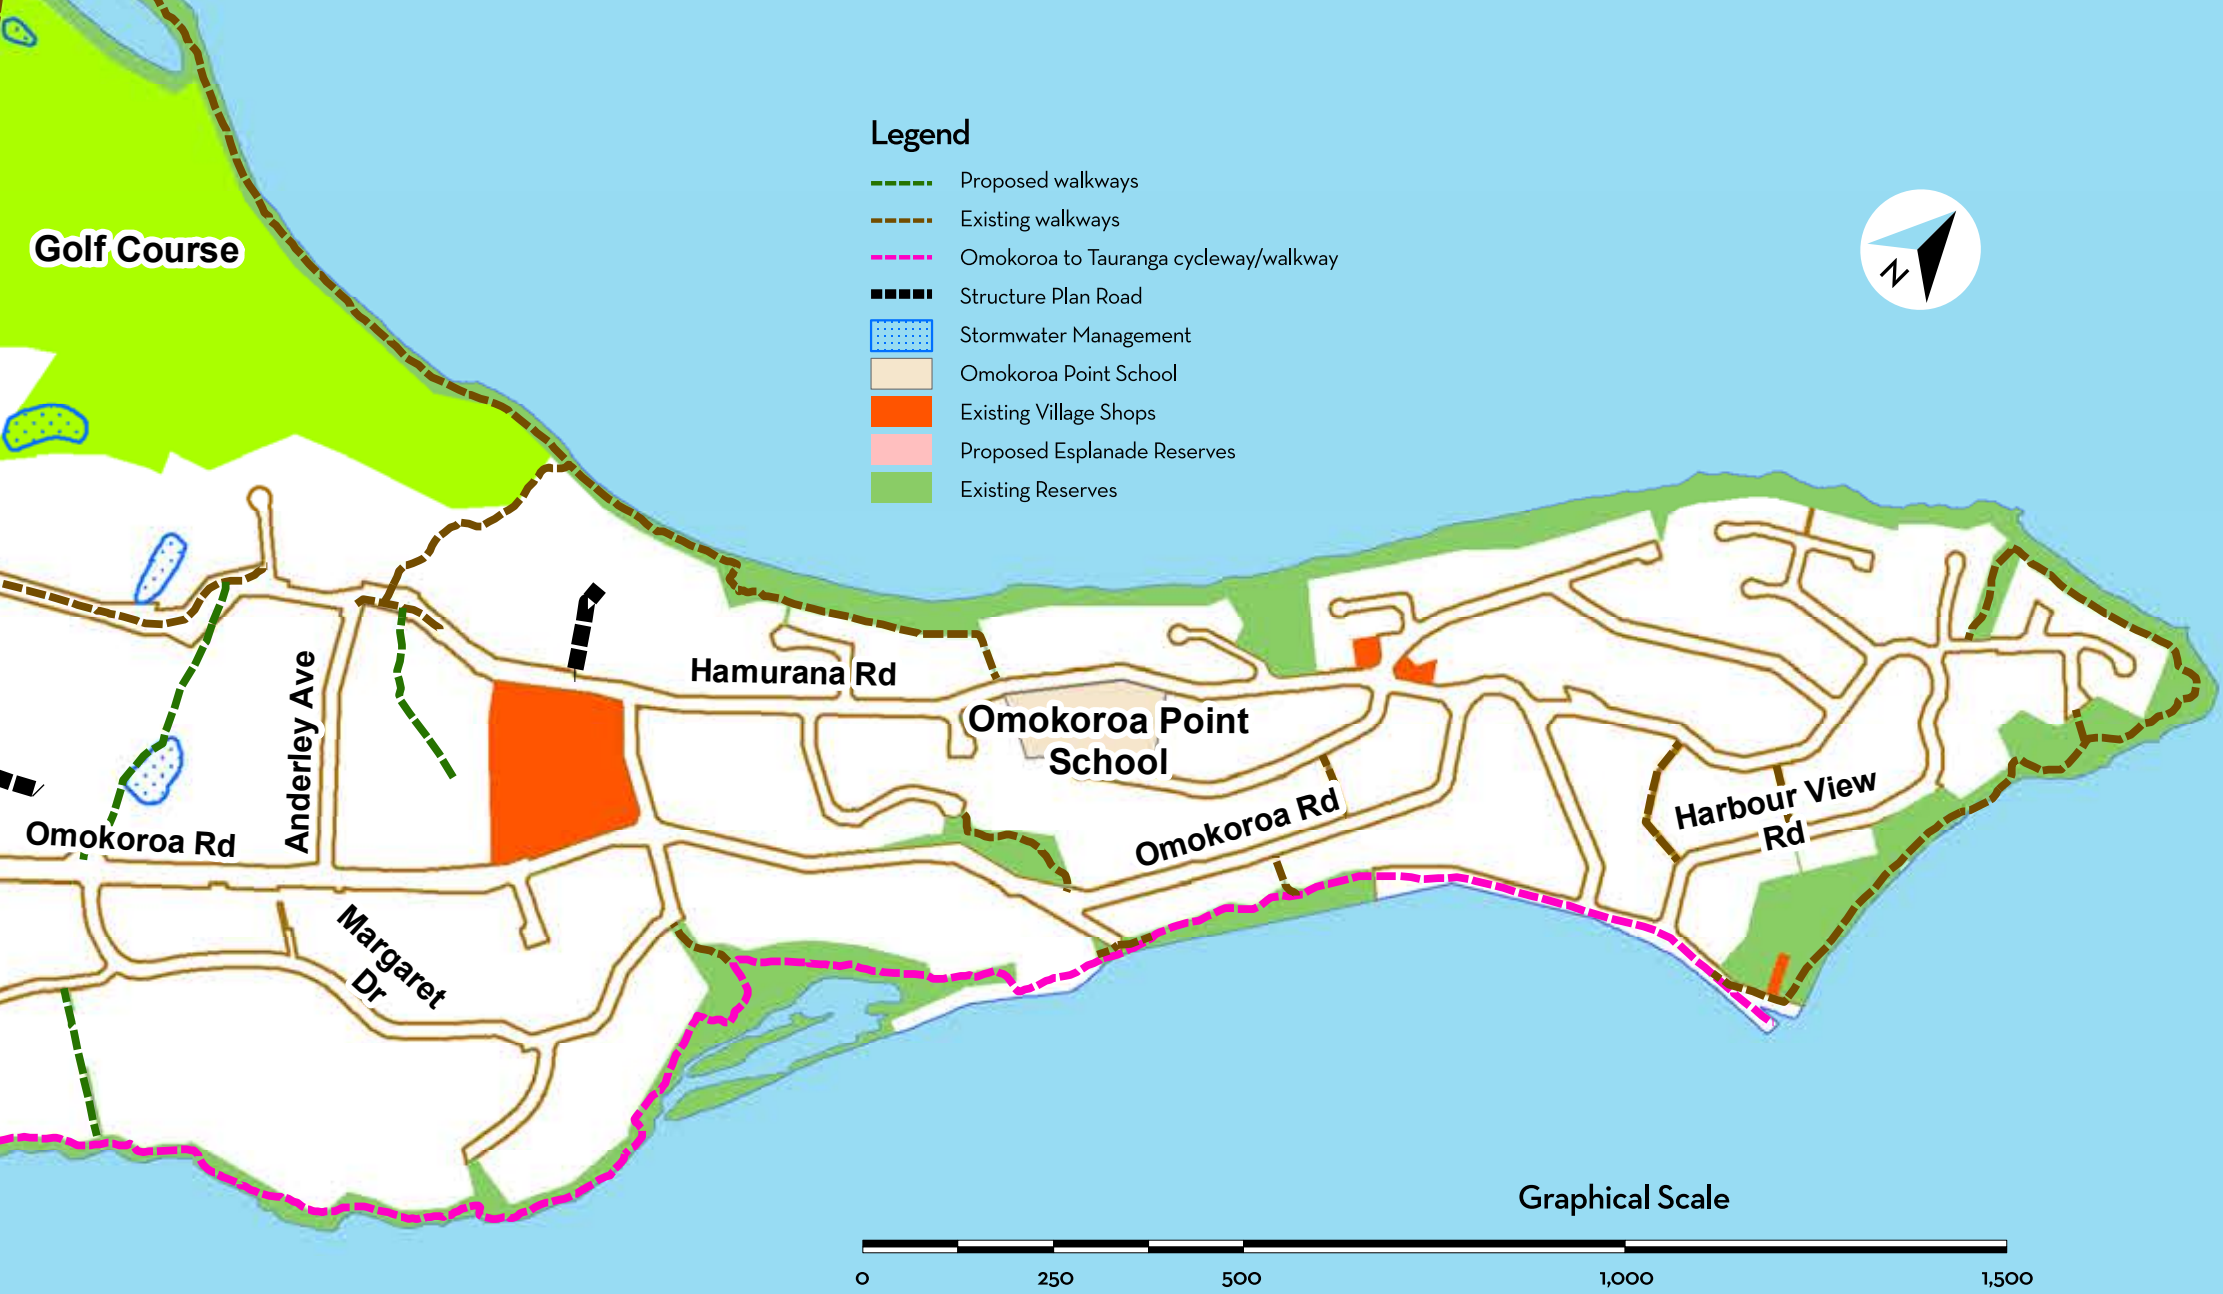 Legend
Proposed walkways
Existing walkways
Omokoroa to Tauranga cycleway/walkway
Structure Plan Road
Stormwater Management
Omokoroa Point School
Existing Village Shops
Proposed Esplanade Reserves
Existing Reserves
N
Golf Course
Hamurana Rd
Anderley Ave
Omokoroa Point
School
Omokoroa Rd
Omokoroa Rd
Harbour View
Rd
Margaret
Dr
Graphical Scale
0
250
500
1,000
1,500